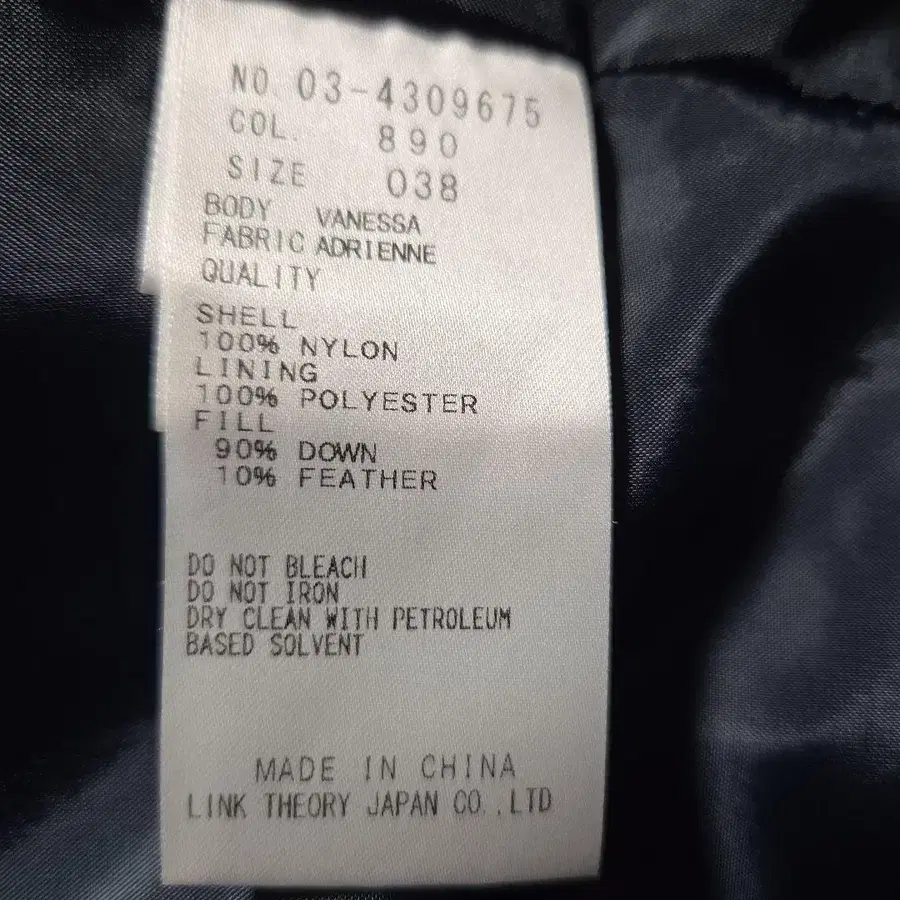 NO. 03-4309675
COL. 890
SIZE 038
BODY VANESSA
FABRIC ADRIENNE
QUALITY
SHELL
100% NYLON
LINING
100% POLYESTER
FILL
90% DOWN
10% FEATHER
DO NOT BLEACH
DO NOT IRON
DRY CLEAN WITH PETROLEUM
BASED SOLVENT
MADE IN CHINA
LINK THEORY JAPAN CO.,LTD